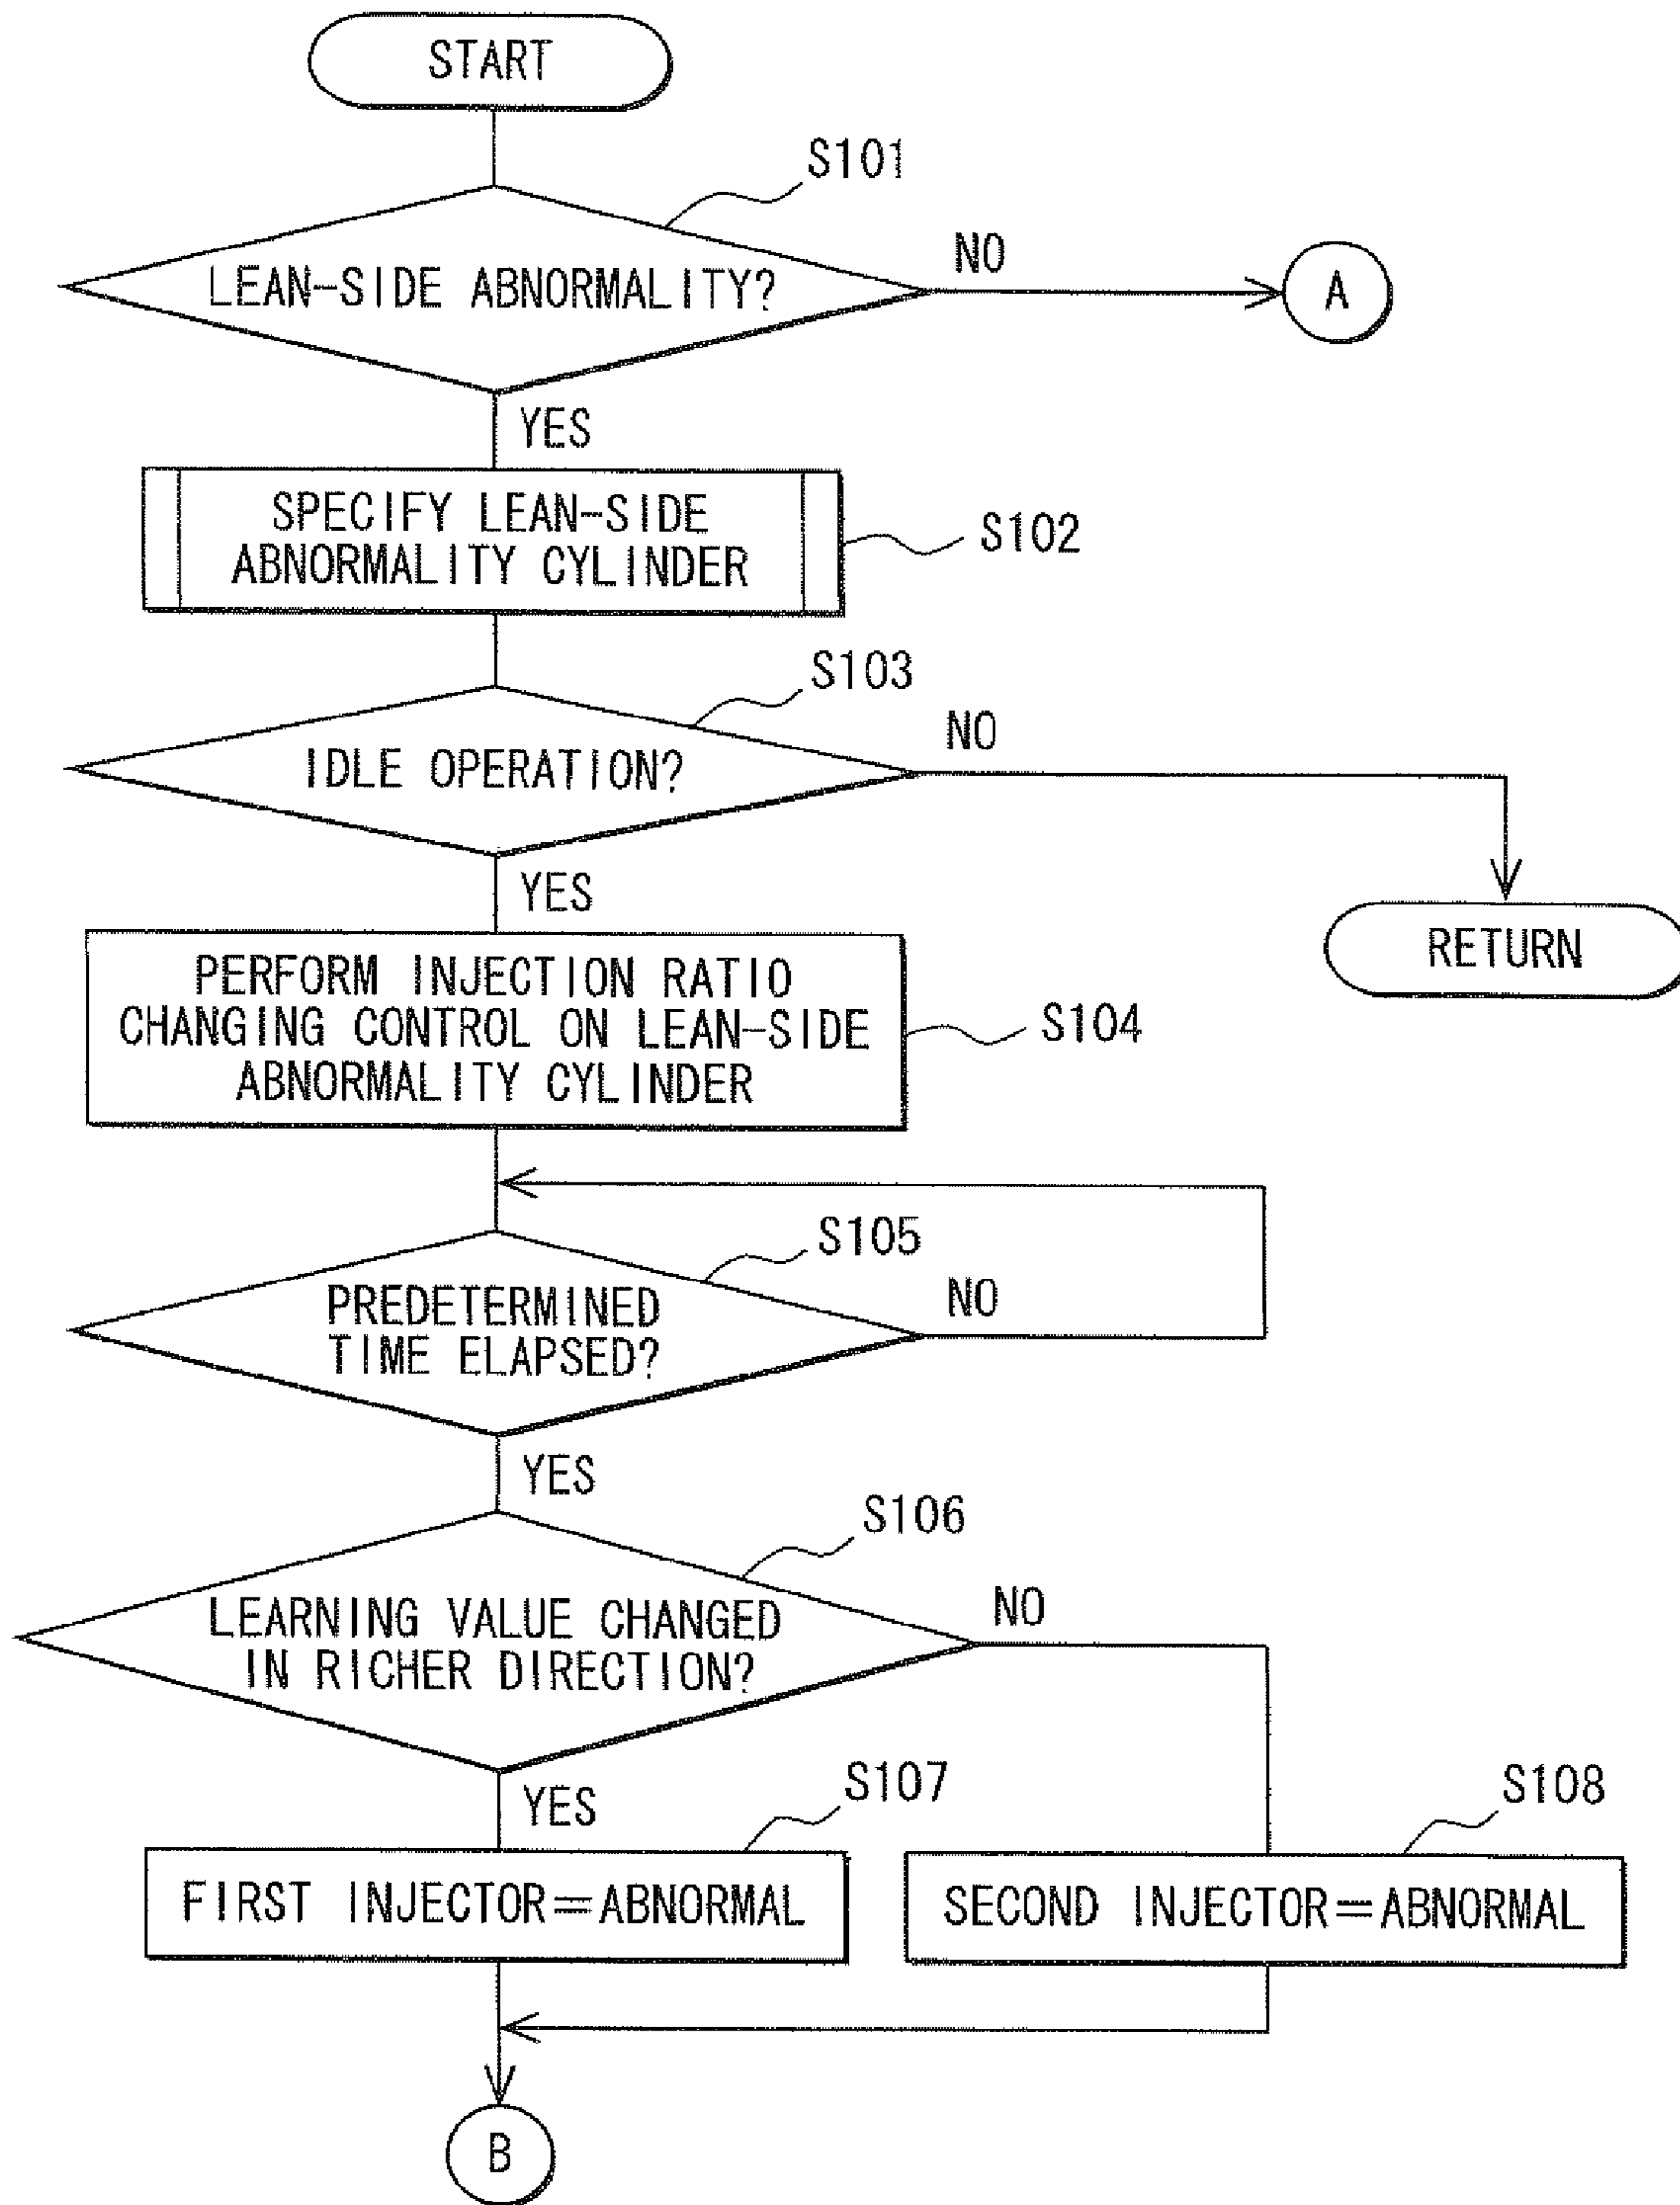 START
S101
LEAN-SIDE ABNORMALITY?
NO
A
YES
SPECIFY LEAN-SIDE
ABNORMALITY CYLINDER
S102
S103
IDLE OPERATION?
NO
YES
RETURN
PERFORM INJECTION RATIO
CHANGING CONTROL ON LEAN-SIDE
ABNORMALITY CYLINDER
S104
S105
PREDETERMINED
TIME ELAPSED?
NO
YES
S106
LEARNING VALUE CHANGED
IN RICHER DIRECTION?
NO
YES
S107
S108
FIRST INJECTOR=ABNORMAL
SECOND INJECTOR=ABNORMAL
B